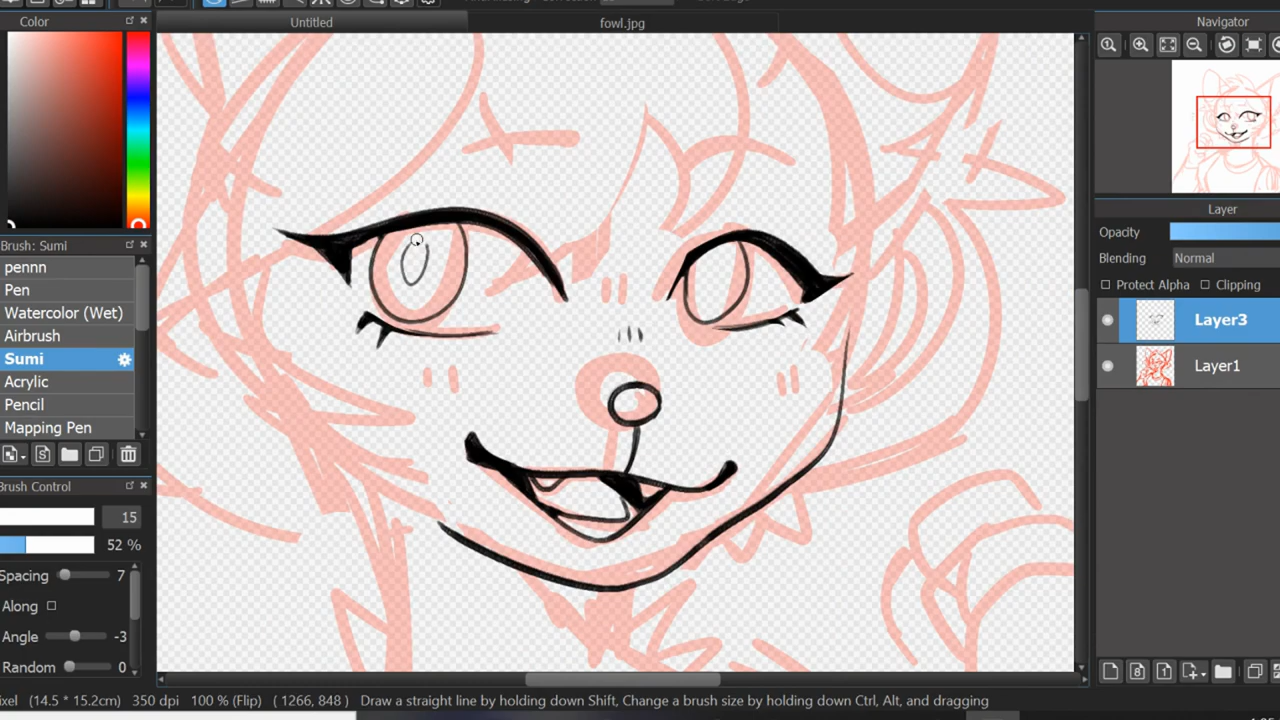 Untitled
fowl.jpg
Color
Navigator
Layer
Opacity
Blending
Normal
Protect Alpha
Clipping
Layer3
Layer1
Brush: Sumi
pennn
Pen
Watercolor (Wet)
Airbrush
Sumi
Acrylic
Pencil
Mapping Pen
Brush Control
15
52 %
Spacing
7
Along
Angle
-3
Random
0
ixel (14.5 * 15.2cm) 350 dpi 100 % (Flip) ( 1266, 848 ) Draw a straight line by holding down Shift, Change a brush size by holding down Ctrl, Alt, and dragging